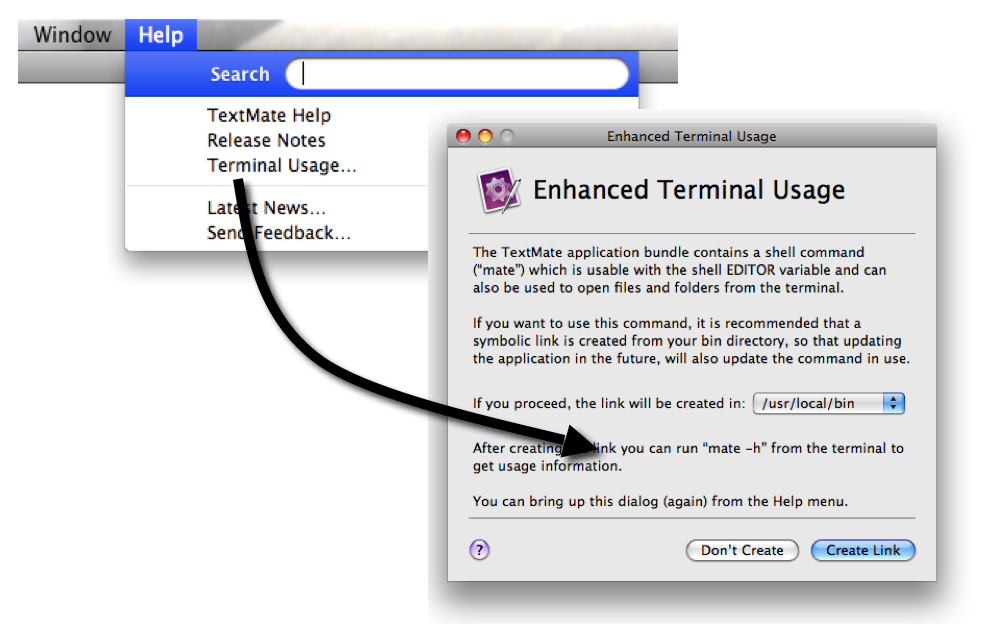 Window Help
Search
TextMate Help
Release Notes
Terminal Usage...
Latest News...
Send Feedback...
Enhanced Terminal Usage
Enhanced Terminal Usage
The TextMate application bundle contains a shell command
(“mate”) which is usable with the shell EDITOR variable and can
also be used to open files and folders from the terminal.
If you want to use this command, it is recommended that a
symbolic link is created from your bin directory, so that updating
the application in the future, will also update the command in use.
If you proceed, the link will be created in: /usr/local/bin
After creating link you can run “mate -h” from the terminal to
get usage information.
You can bring up this dialog (again) from the Help menu.
? Don't Create Create Link